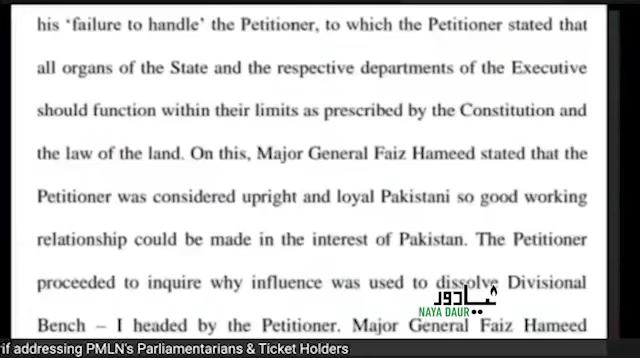 his ‘failure to handle’ the Petitioner, to which the Petitioner stated that
all organs of the State and the respective departments of the Executive
should function within their limits as prescribed by the Constitution and
the law of the land. On this, Major General Faiz Hameed stated that the
Petitioner was considered upright and loyal Pakistani so good working
relationship could be made in the interest of Pakistan. The Petitioner
proceeded to inquire why influence was used to dissolve Divisional
نیا دور
NAYA DAUR
Bench – I headed by the Petitioner. Major General Faiz Hameed
if addressing PMLN's Parliamentarians & Ticket Holders